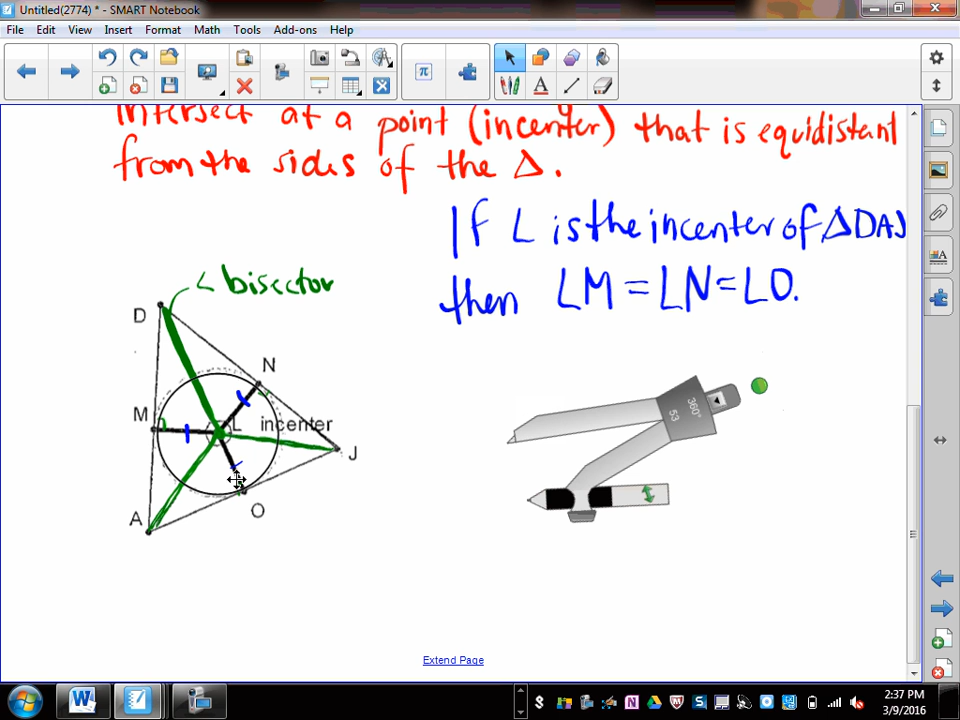 Untitled(2774) * - SMART Notebook
File Edit View Insert Format Math Tools Add-ons Help
π
A
intersect at a point (incenter) that is equidistant
from the sides of the Δ.
If L is the incenter of ΔDAJ
then LM = LN = LO.
∠ bisector
D
N
M
L incenter
J
A
O
360°
53
Extend Page
2:37 PM
3/9/2016